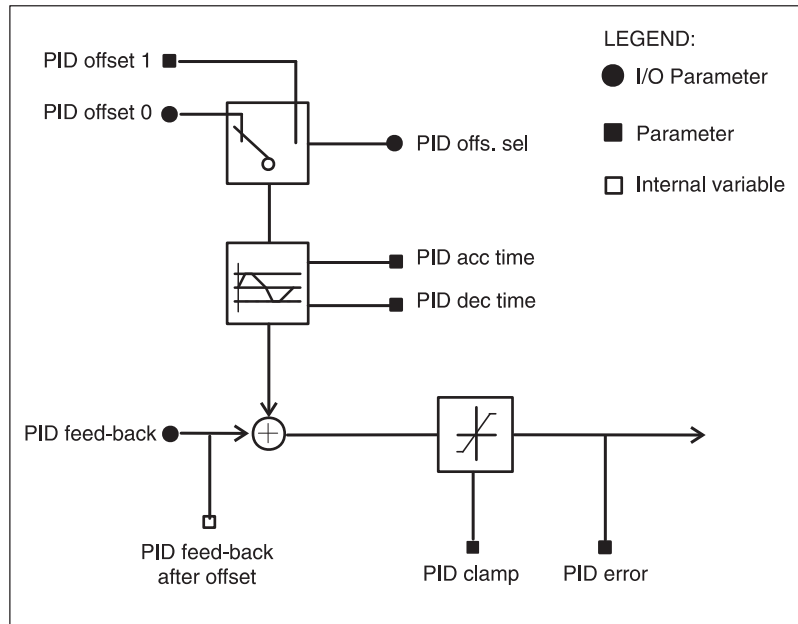 PID offset 1
PID offset 0
PID offs. sel
LEGEND:
I/O Parameter
Parameter
Internal variable
PID acc time
PID dec time
PID feed-back
PID feed-back
after offset
PID clamp
PID error